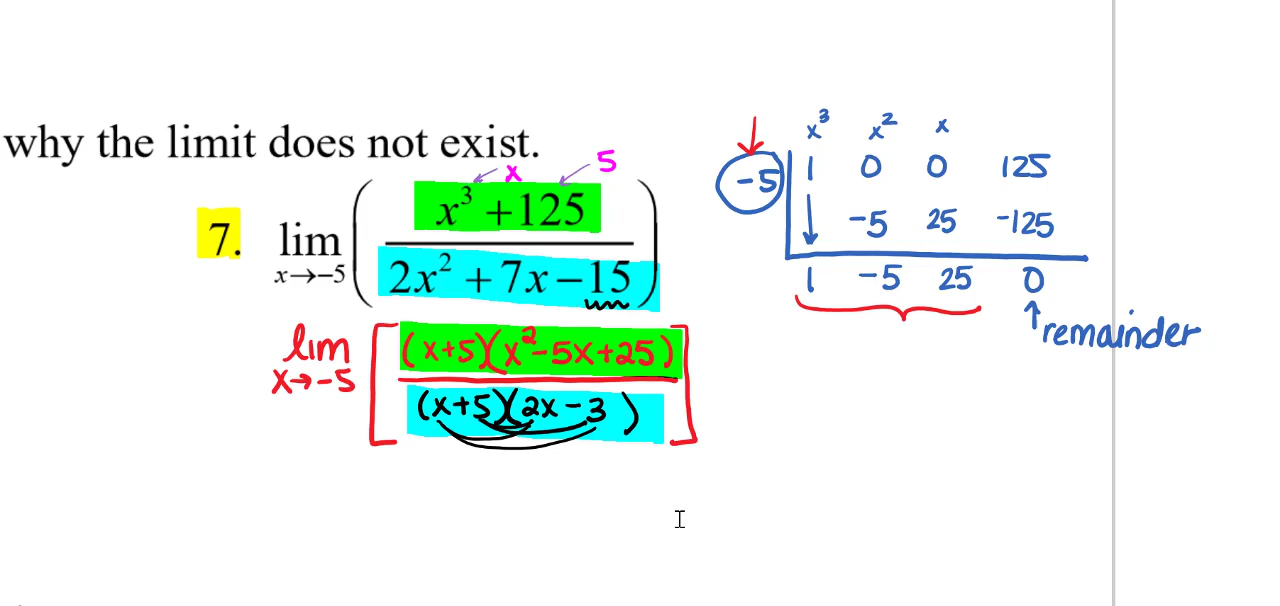 why the limit does not exist.
x 5
7. lim x→-5 ( x³ + 125 / 2x² + 7x − 15 )
lim x→-5 [ (x+5)(x²-5x+25) / (x+5)(2x-3) ]
x³ x² x
-5 1 0 0 125
-5 25 -125
1 -5 25 0
↑remainder